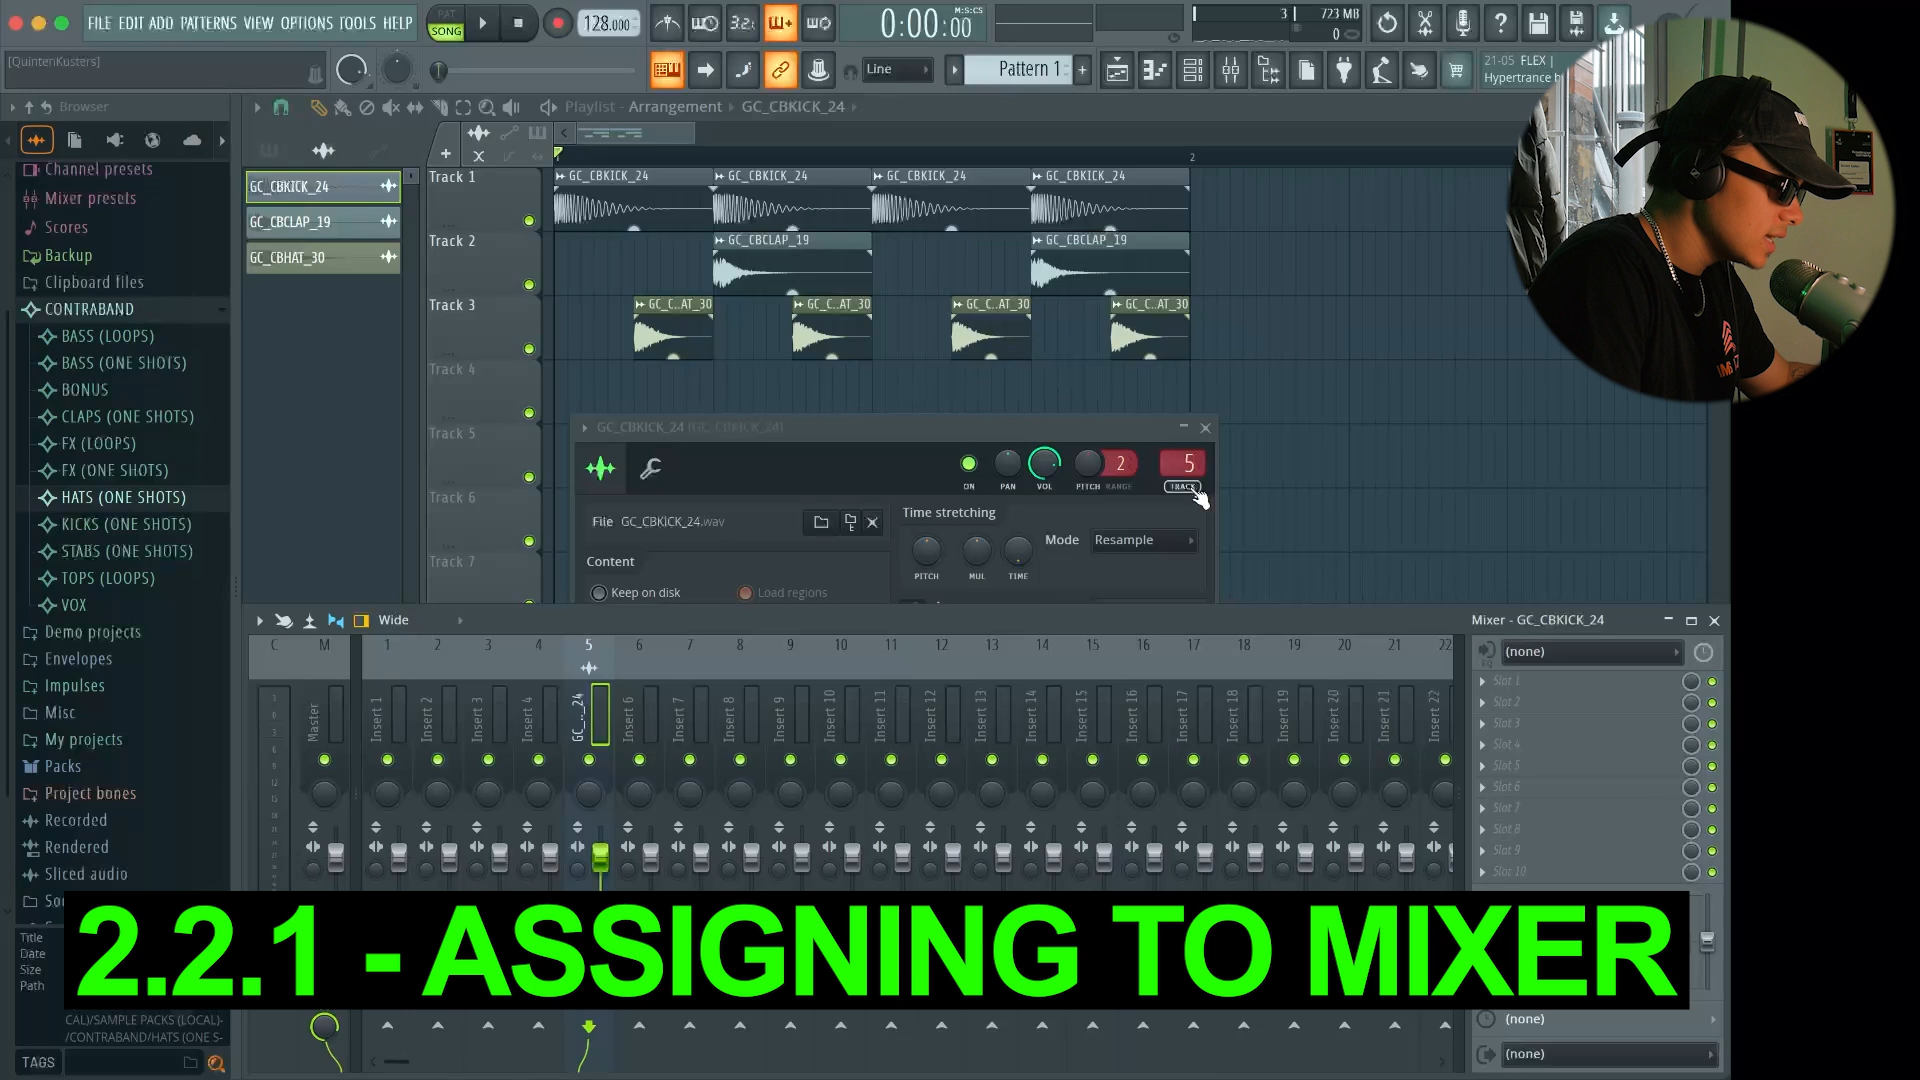 FILE EDIT ADD PATTERNS VIEW OPTIONS TOOLS HELP
PAT
SONG
128.000
3.2.
0:00:00
M:S:CS
3
723 MB
0
[QuintenKusters]
Line
Pattern 1
21-05 FLEX |
Hypertrance b
Browser
Playlist - Arrangement
GC_CBKICK_24
Channel presets
Mixer presets
Scores
Backup
Clipboard files
CONTRABAND
BASS (LOOPS)
BASS (ONE SHOTS)
BONUS
CLAPS (ONE SHOTS)
FX (LOOPS)
FX (ONE SHOTS)
HATS (ONE SHOTS)
KICKS (ONE SHOTS)
STABS (ONE SHOTS)
TOPS (LOOPS)
VOX
Demo projects
Envelopes
Impulses
Misc
My projects
Packs
Project bones
Recorded
Rendered
Sliced audio
Title
Date
Size
Path
CAL)/SAMPLE PACKS (LOCAL)-
/CONTRABAND/HATS (ONE S-
TAGS
GC_CBKICK_24
GC_CBCLAP_19
GC_CBHAT_30
2
Track 1
GC_CBKICK_24
GC_CBKICK_24
GC_CBKICK_24
GC_CBKICK_24
Track 2
GC_CBCLAP_19
GC_CBCLAP_19
Track 3
GC_C..AT_30
GC_C..AT_30
GC_C..AT_30
GC_C..AT_30
Track 4
Track 5
Track 6
Track 7
GC_CBKICK_24 (GC_CBKICK_24)
2
5
ON
PAN
VOL
PITCH
RANGE
TRACK
File
GC_CBKICK_24.wav
Time stretching
Mode
Resample
PITCH
MUL
TIME
Content
Keep on disk
Load regions
Wide
C M 1 2 3 4 5 6 7 8 9 10 11 12 13 14 15 16 17 18 19 20 21 22
Master
Insert 1
Insert 2
Insert 3
Insert 4
GC_.._24
Insert 6
Insert 7
Insert 8
Insert 9
Insert 10
Insert 11
Insert 12
Insert 13
Insert 14
Insert 15
Insert 16
Insert 17
Insert 18
Insert 19
Insert 20
Insert 21
Insert 22
Mixer - GC_CBKICK_24
(none)
Slot 1
Slot 2
Slot 3
Slot 4
Slot 5
Slot 6
Slot 7
Slot 8
Slot 9
Slot 10
(none)
(none)
2.2.1 - ASSIGNING TO MIXER